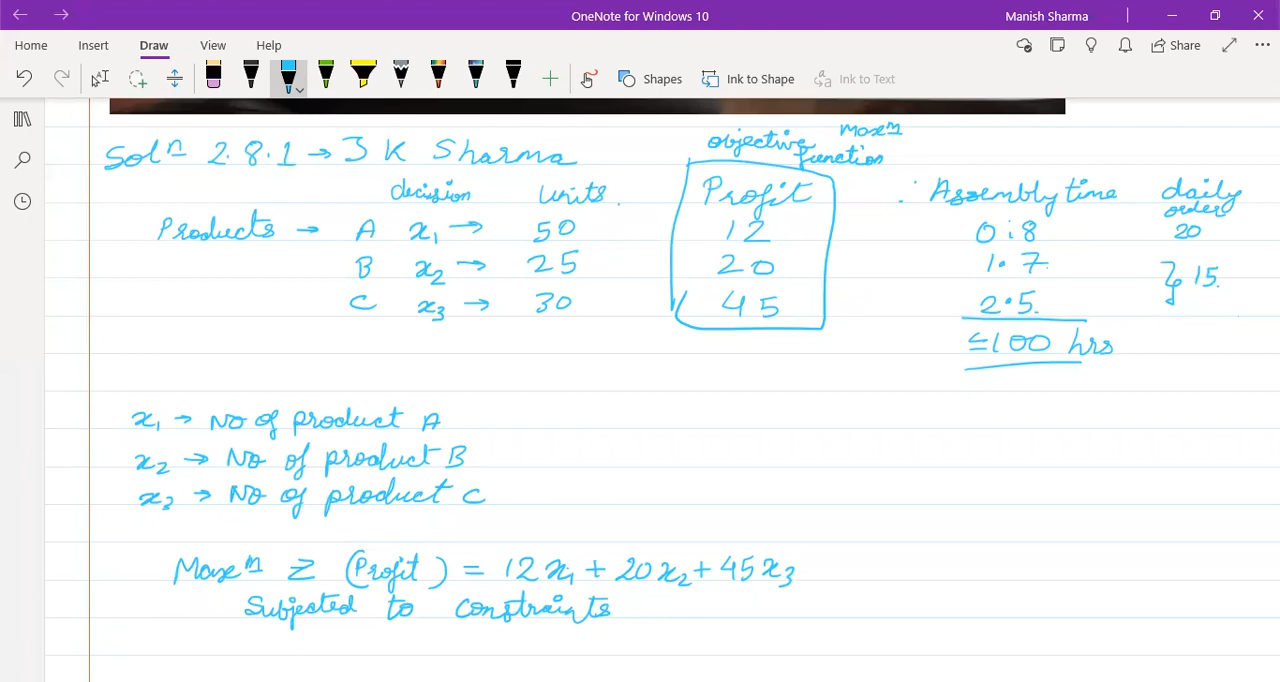 OneNote for Windows 10
Manish Sharma
Home Insert Draw View Help
Share
Shapes Ink to Shape Ink to Text
objective Maxᵐ
function
Solⁿ 2.8.1 → J K Sharma
decision units. Profit Assembly time daily order
Products → A x₁ → 50 12 0.8 20
B x₂ → 25 20 1.7 } 15.
C x₃ → 30 45 2.5.
≤100 hrs
x₁ → No of product A
x₂ → No of product B
x₃ → No of product C
Maxᵐ Z (Profit) = 12x₁ + 20x₂ + 45x₃
Subjected to constraints